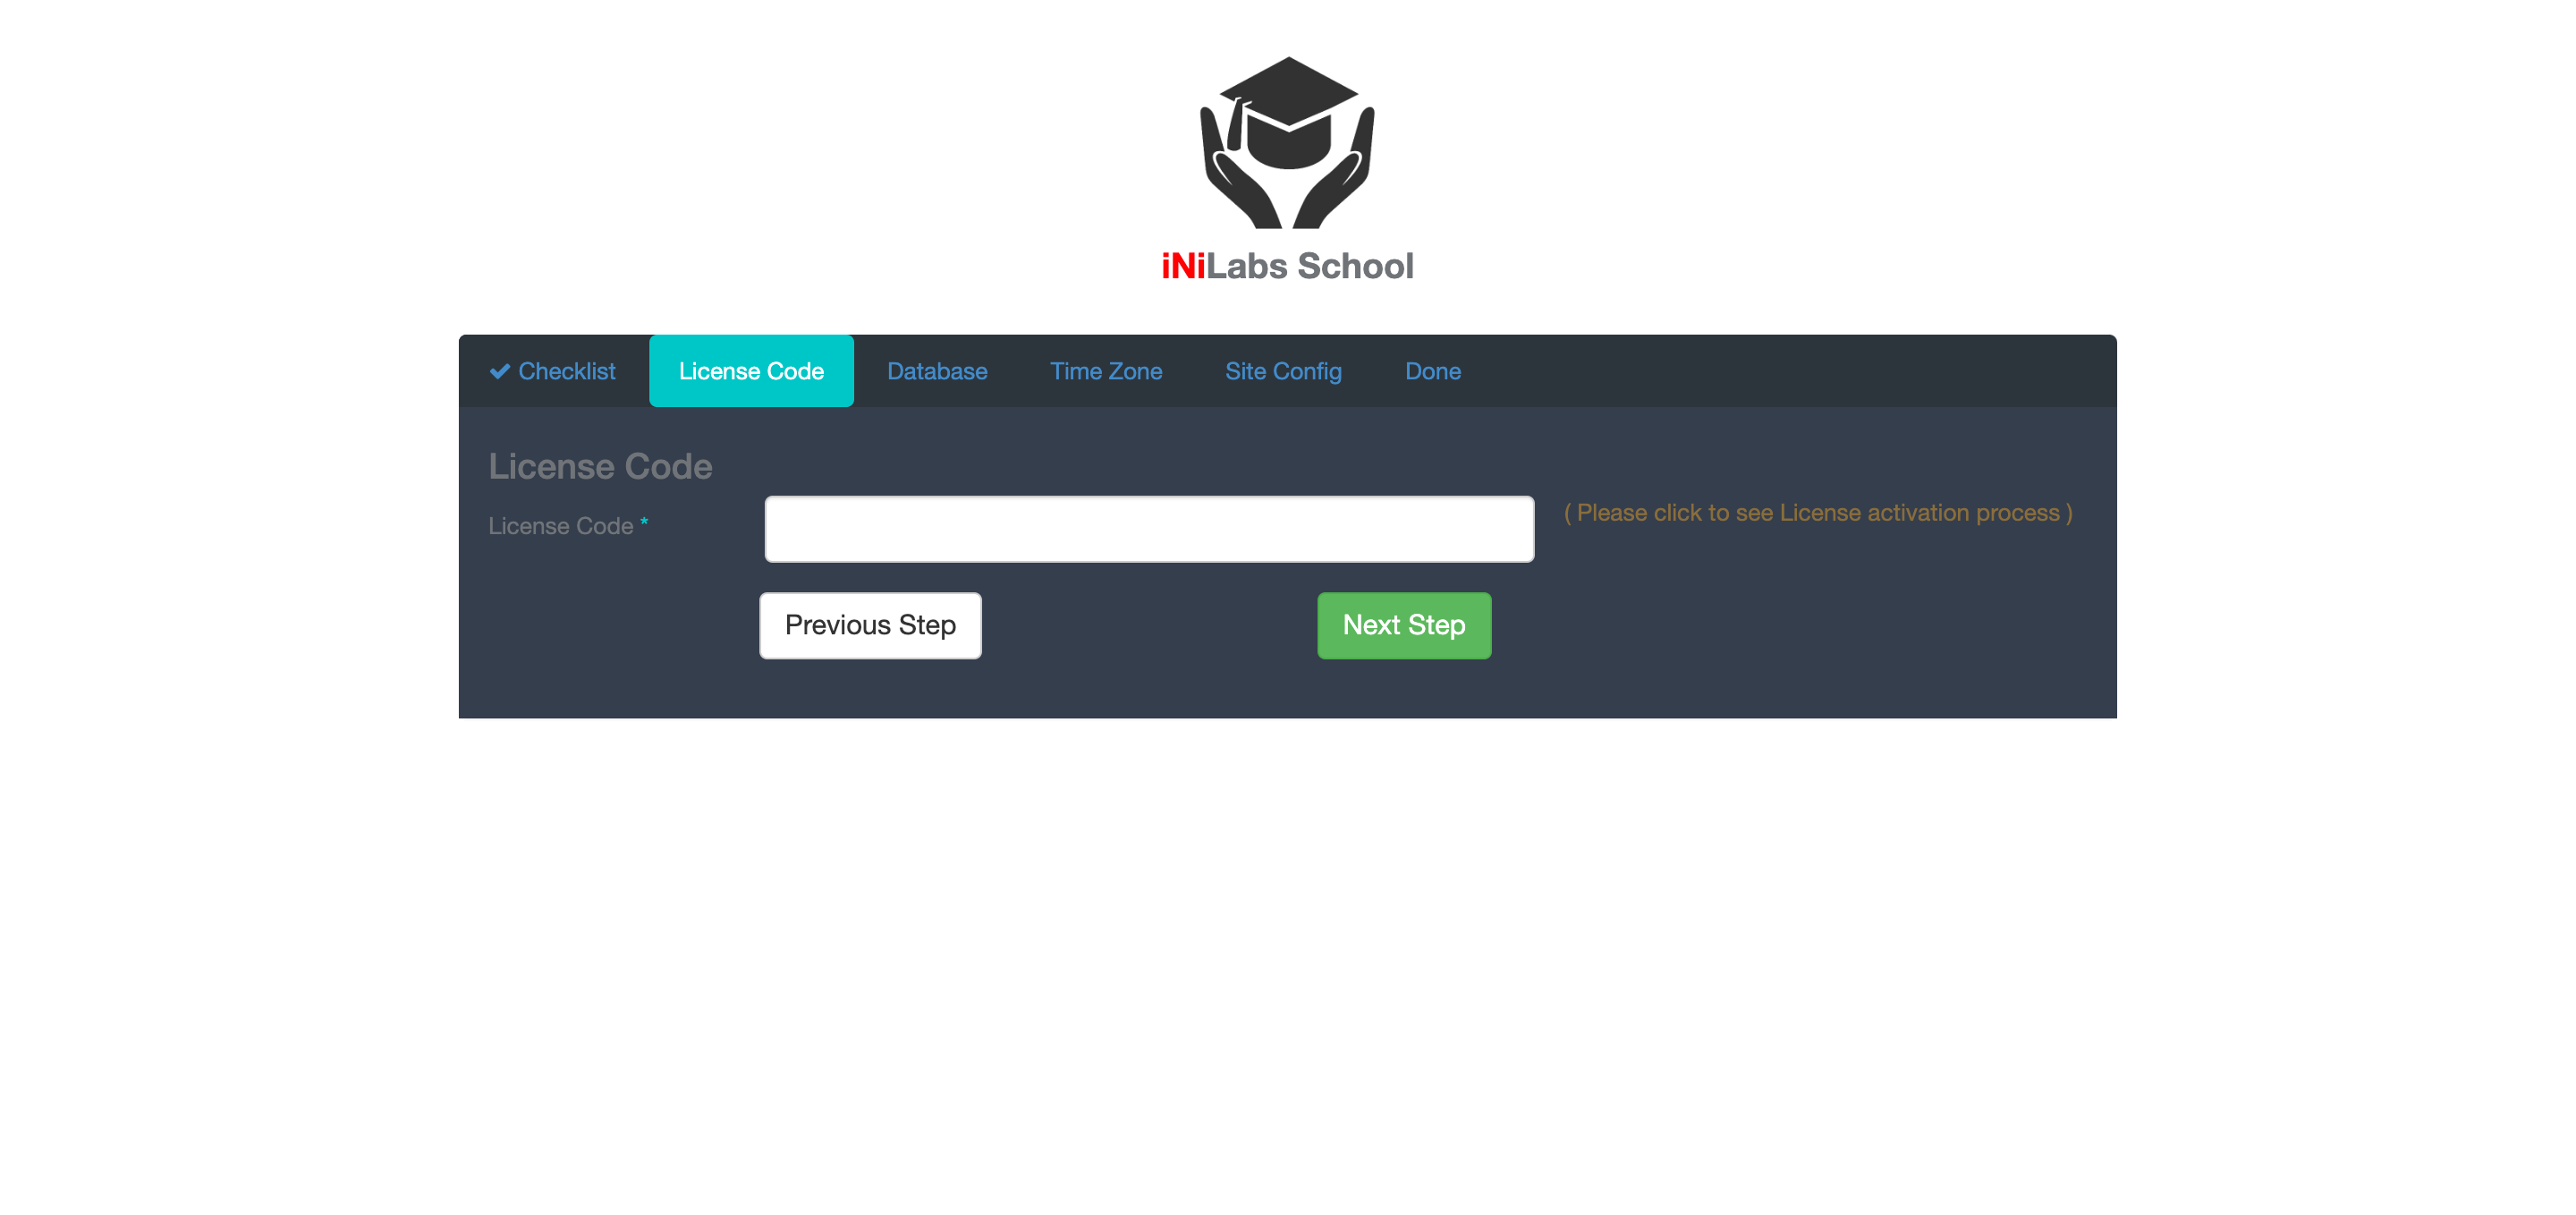 iNiLabs School
Checklist License Code Database Time Zone Site Config Done
License Code
License Code * ( Please click to see License activation process )
Previous Step Next Step